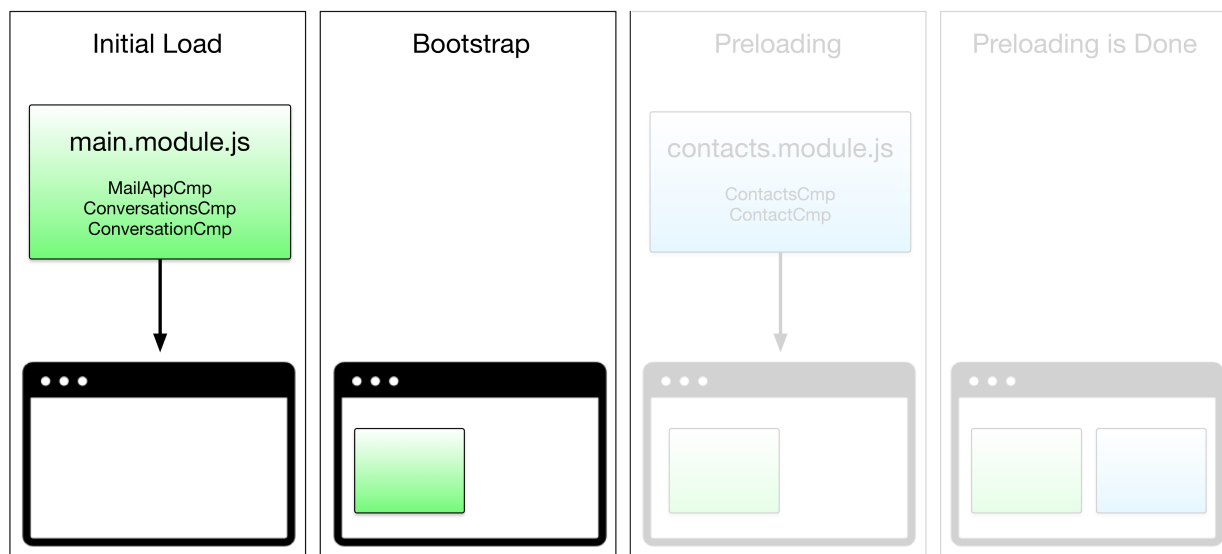 Initial Load
main.module.js
MailAppCmp
ConversationsCmp
ConversationCmp
Bootstrap
Preloading
contacts.module.js
ContactsCmp
ContactCmp
Preloading is Done